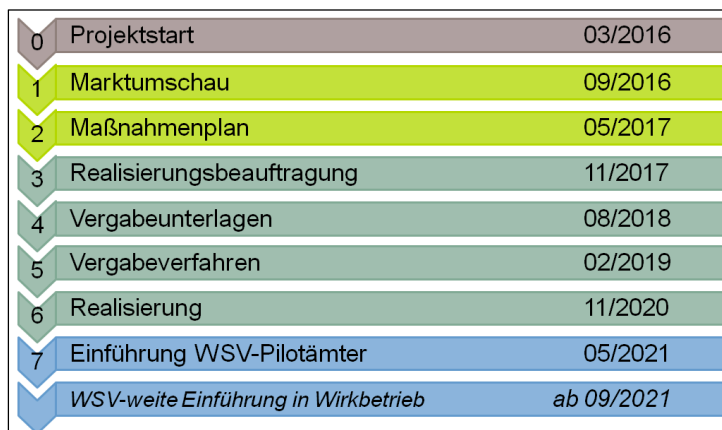 0 Projektstart 03/2016
1 Marktumschau 09/2016
2 Maßnahmenplan 05/2017
3 Realisierungsbeauftragung 11/2017
4 Vergabeunterlagen 08/2018
5 Vergabeverfahren 02/2019
6 Realisierung 11/2020
7 Einführung WSV-Pilotämter 05/2021
WSV-weite Einführung in Wirkbetrieb ab 09/2021